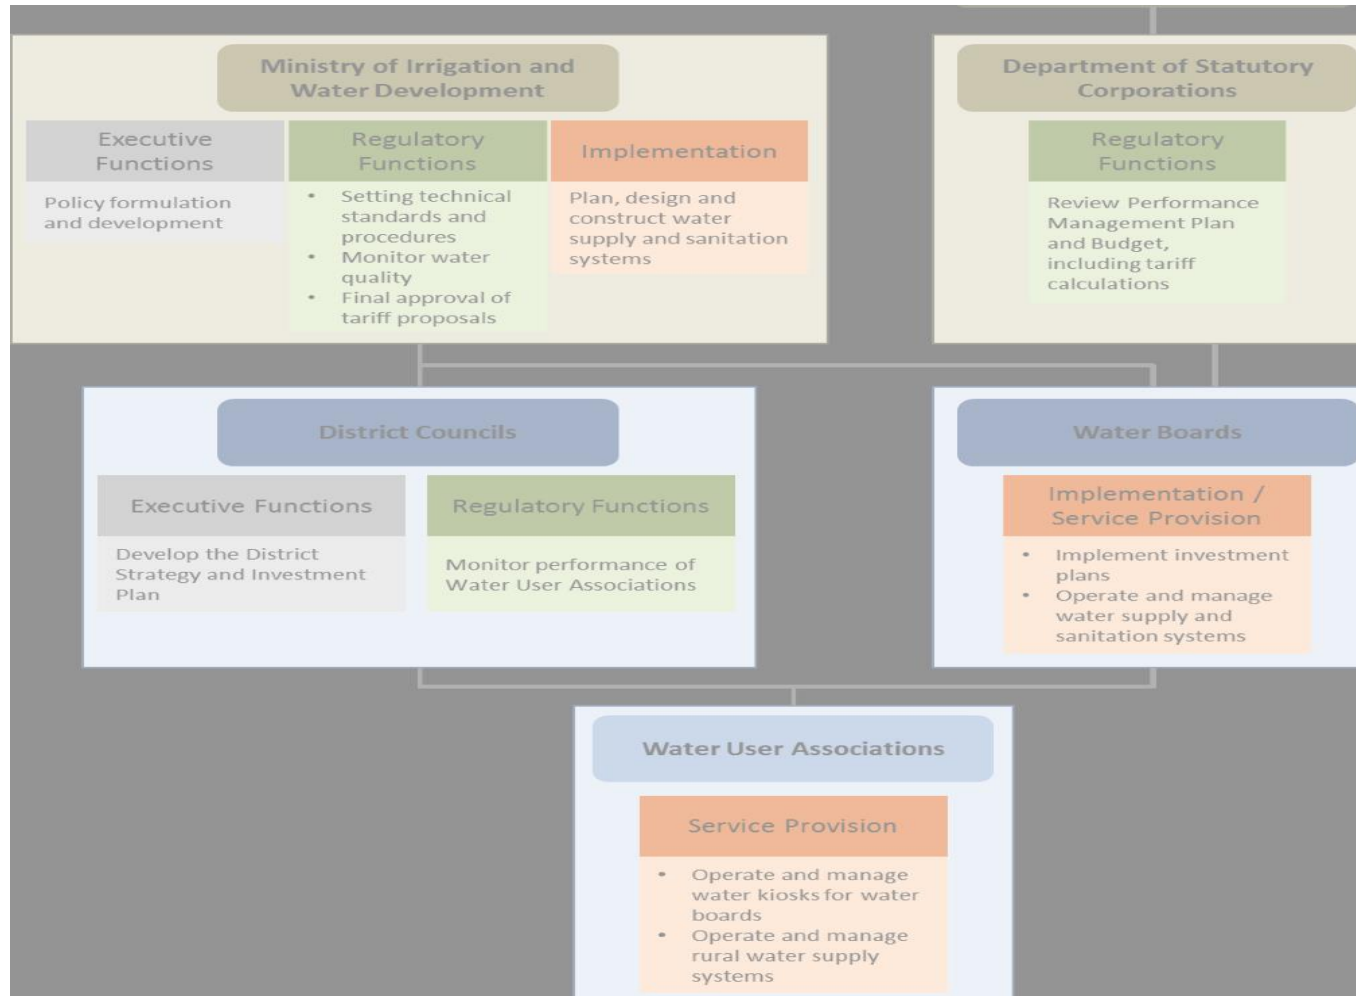 Ministry of Irrigation and
Water Development
Executive
Functions
Policy formulation
and development
Regulatory
Functions
• Setting technical
standards and
procedures
• Monitor water
quality
• Final approval of
tariff proposals
Implementation
Plan, design and
construct water
supply and sanitation
systems
Department of Statutory
Corporations
Regulatory
Functions
Review Performance
Management Plan
and Budget,
including tariff
calculations
District Councils
Executive Functions
Develop the District
Strategy and Investment
Plan
Regulatory Functions
Monitor performance of
Water User Associations
Water Boards
Implementation /
Service Provision
• Implement investment
plans
• Operate and manage
water supply and
sanitation systems
Water User Associations
Service Provision
• Operate and manage
water kiosks for water
boards
• Operate and manage
rural water supply
systems